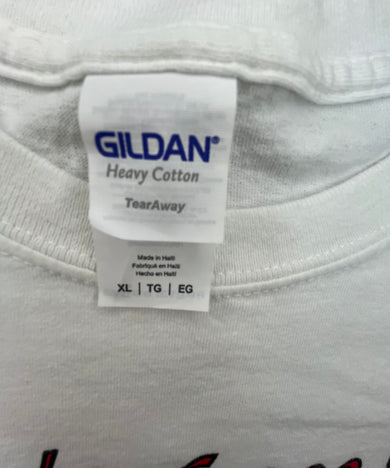 GILDAN®
Heavy Cotton
TearAway
Made in Haiti
Fabriqué en Haïti
Hecho en Haití
XL | TG | EG